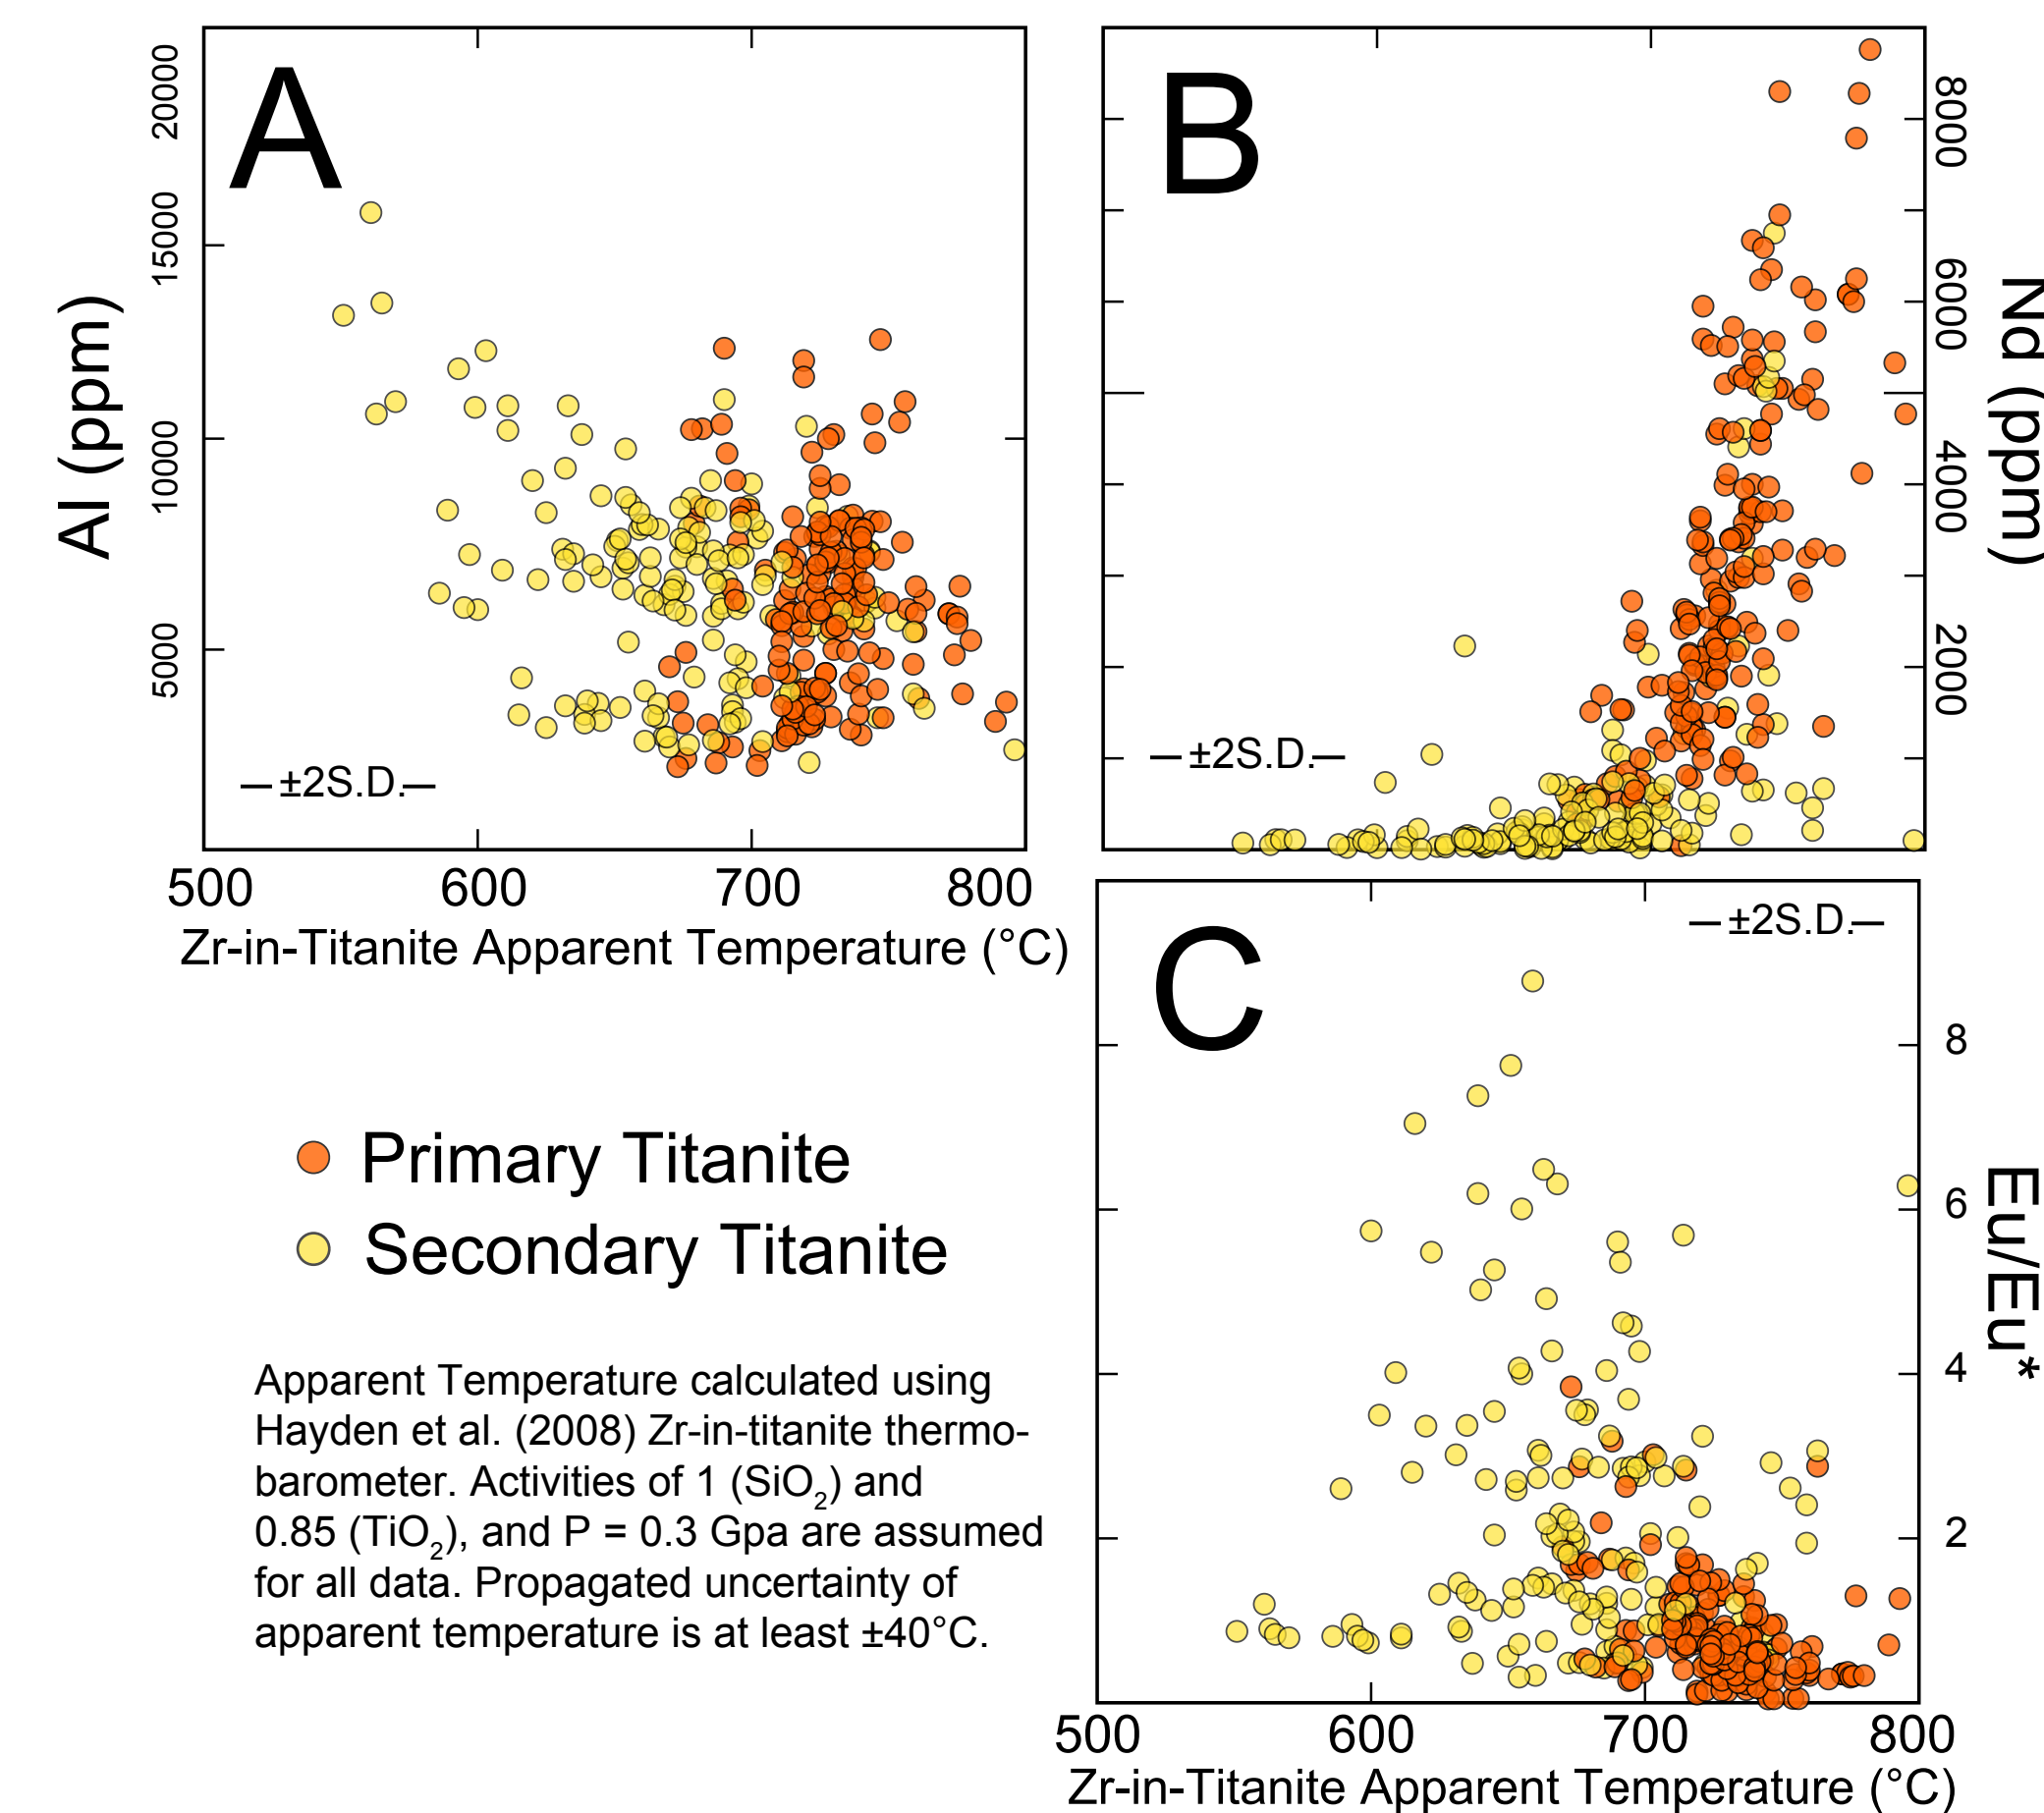 A
B
C
20000
15000
10000
5000
Al (ppm)
–±2S.D.–
500 600 700 800
Zr-in-Titanite Apparent Temperature (°C)
8000
6000
4000
2000
Nd (ppm)
–±2S.D.–
–±2S.D.–
8
6
4
2
Eu/Eu*
500 600 700 800
Zr-in-Titanite Apparent Temperature (°C)
Primary Titanite
Secondary Titanite
Apparent Temperature calculated using
Hayden et al. (2008) Zr-in-titanite thermo-
barometer. Activities of 1 (SiO₂) and
0.85 (TiO₂), and P = 0.3 Gpa are assumed
for all data. Propagated uncertainty of
apparent temperature is at least ±40°C.